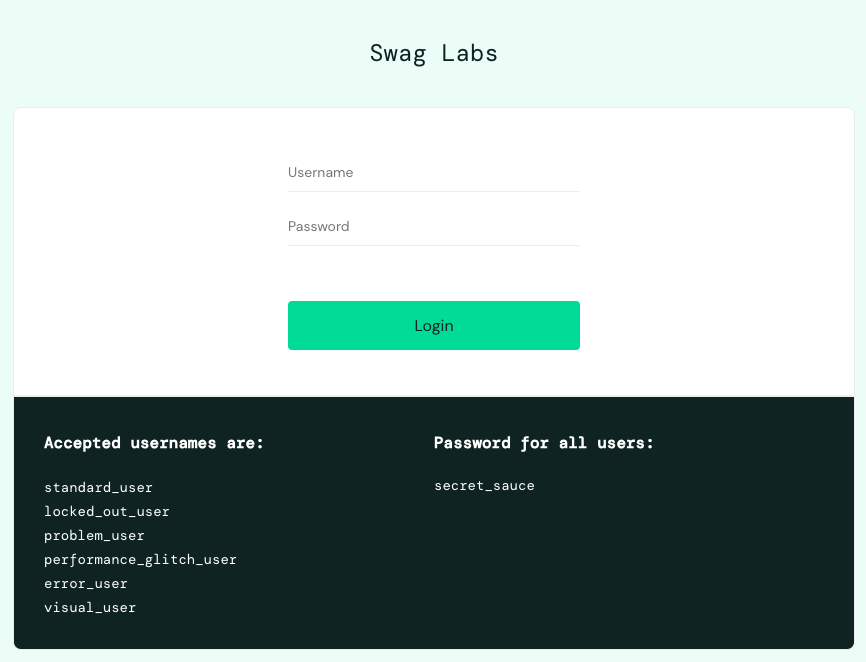 Swag Labs
Username
Password
Login
Accepted usernames are:
standard_user
locked_out_user
problem_user
performance_glitch_user
error_user
visual_user
Password for all users:
secret_sauce